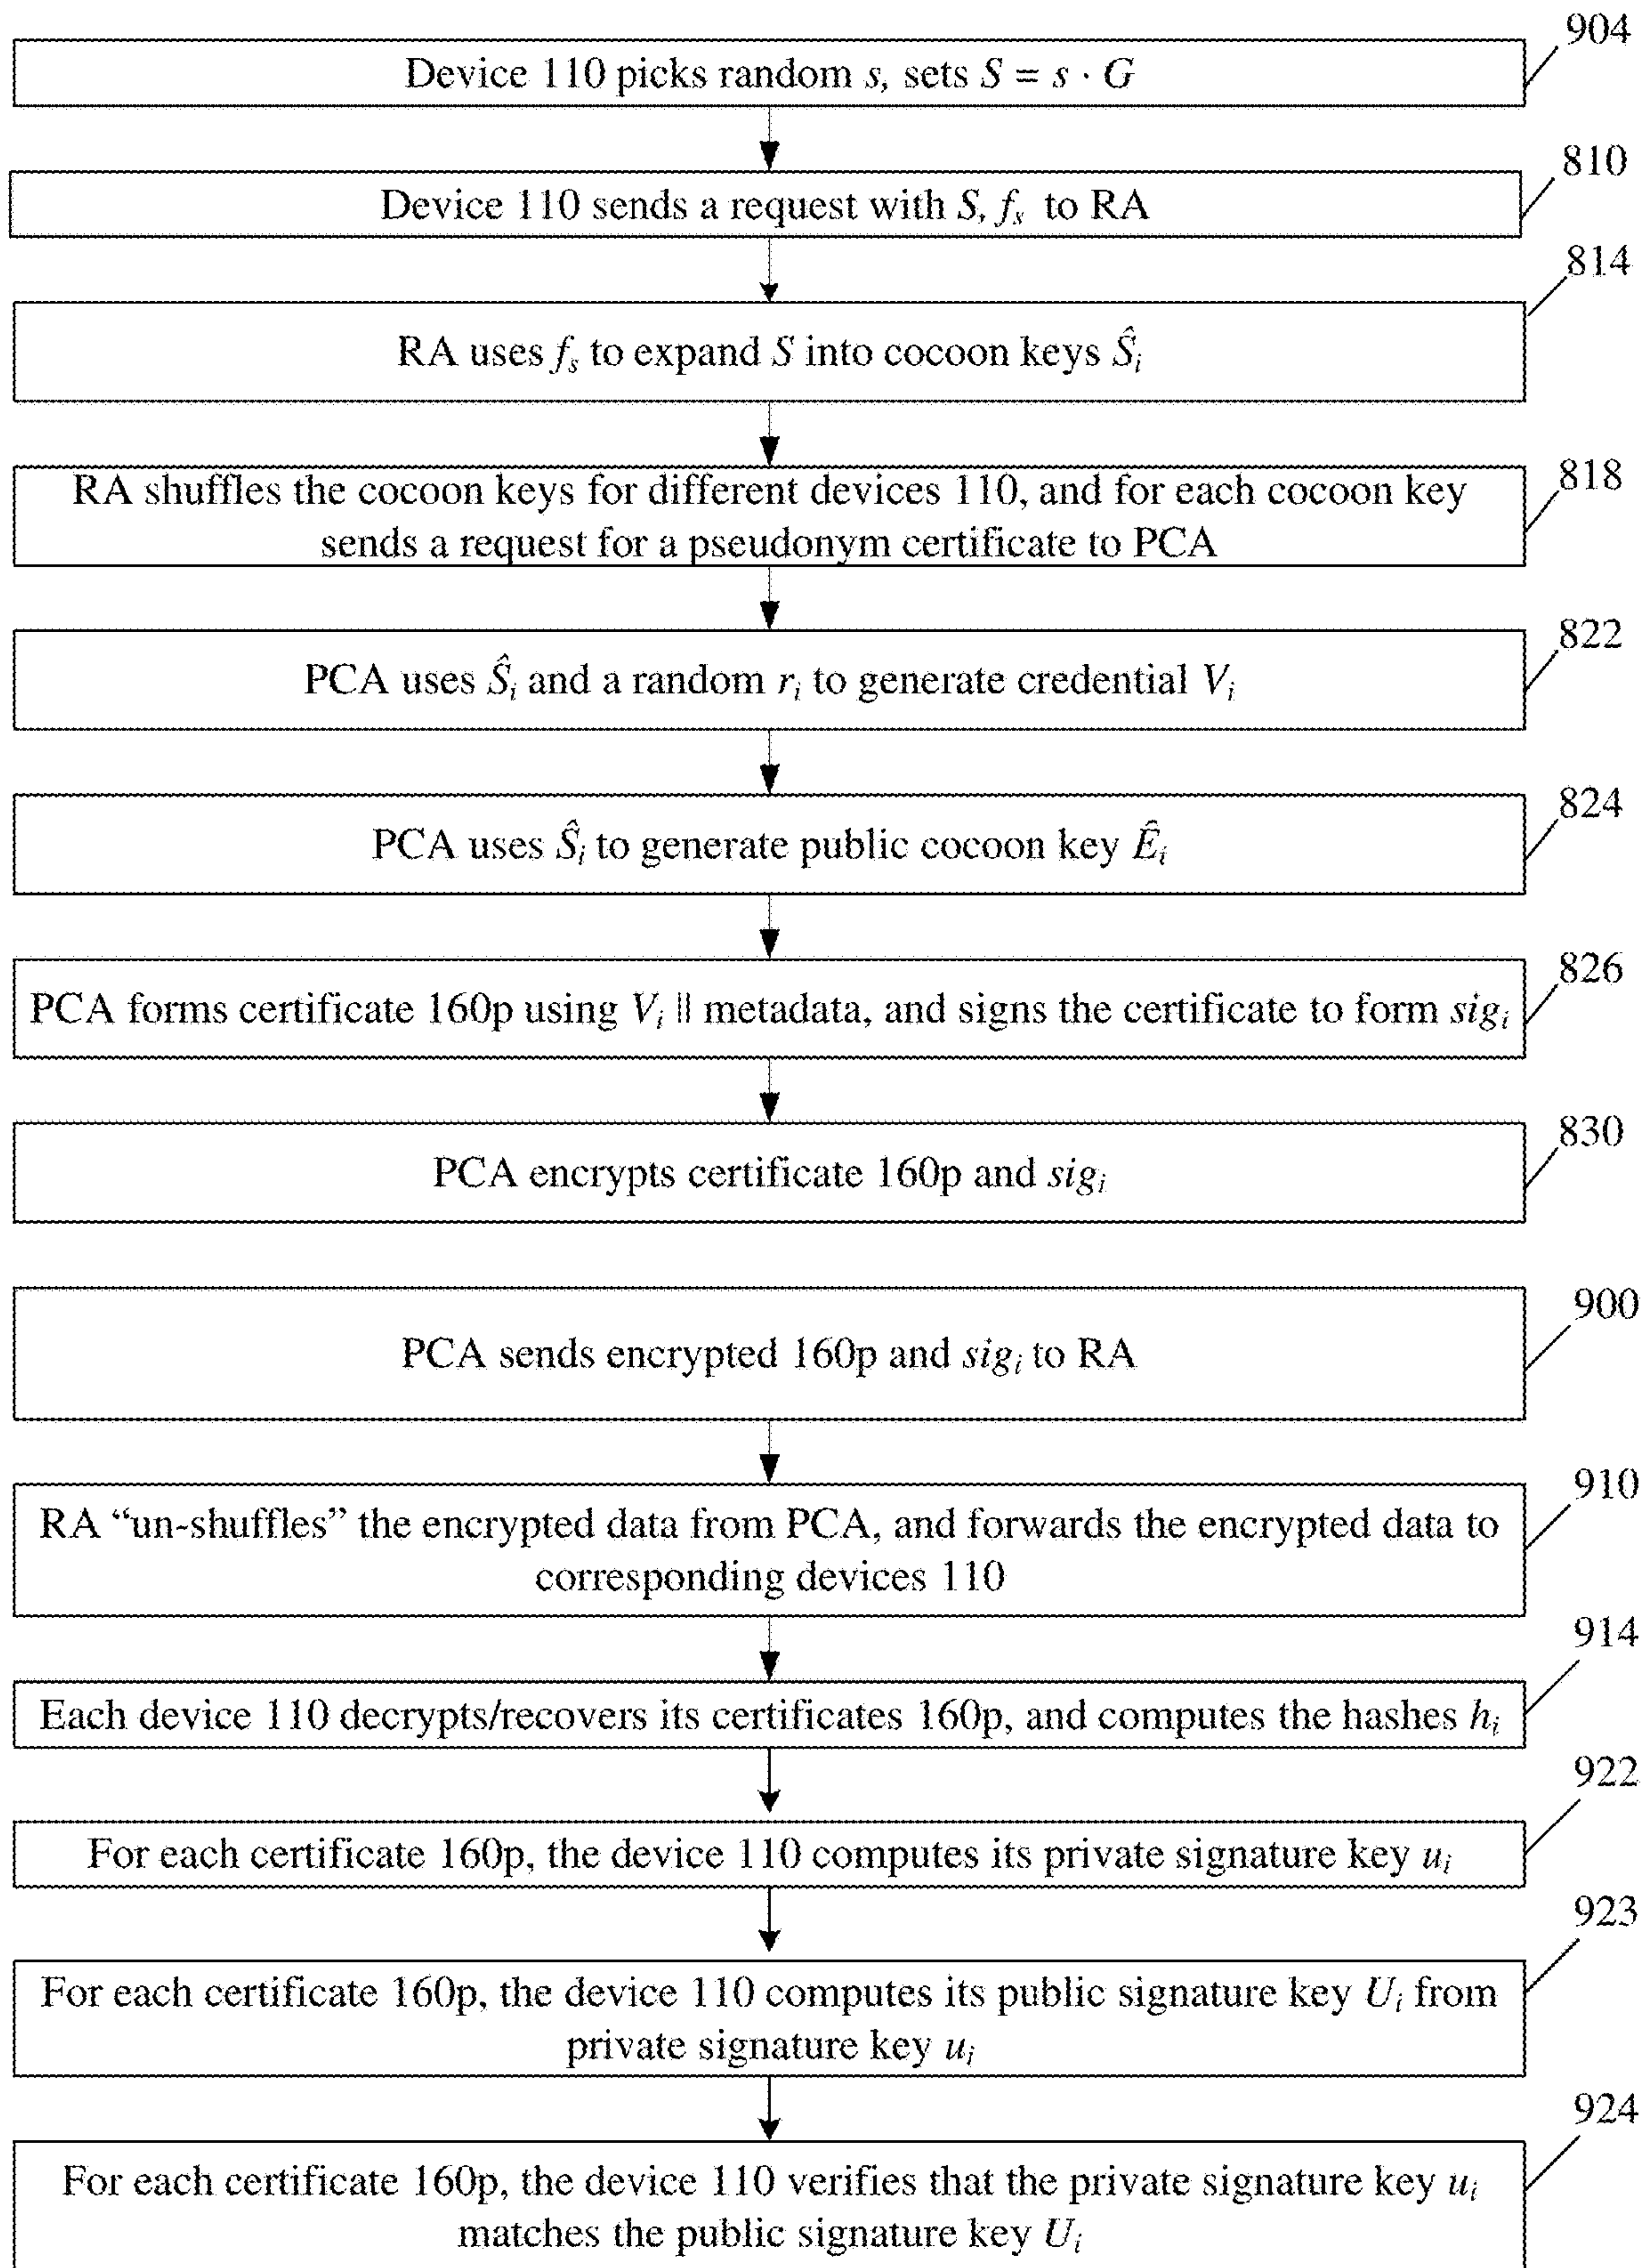 904
Device 110 picks random s, sets S = s · G
810
Device 110 sends a request with S, fₛ to RA
814
RA uses fₛ to expand S into cocoon keys Ŝᵢ
818
RA shuffles the cocoon keys for different devices 110, and for each cocoon key
sends a request for a pseudonym certificate to PCA
822
PCA uses Ŝᵢ and a random rᵢ to generate credential Vᵢ
824
PCA uses Ŝᵢ to generate public cocoon key Êᵢ
826
PCA forms certificate 160p using Vᵢ || metadata, and signs the certificate to form sigᵢ
830
PCA encrypts certificate 160p and sigᵢ
900
PCA sends encrypted 160p and sigᵢ to RA
910
RA “un-shuffles” the encrypted data from PCA, and forwards the encrypted data to
corresponding devices 110
914
Each device 110 decrypts/recovers its certificates 160p, and computes the hashes hᵢ
922
For each certificate 160p, the device 110 computes its private signature key uᵢ
923
For each certificate 160p, the device 110 computes its public signature key Uᵢ from
private signature key uᵢ
924
For each certificate 160p, the device 110 verifies that the private signature key uᵢ
matches the public signature key Uᵢ